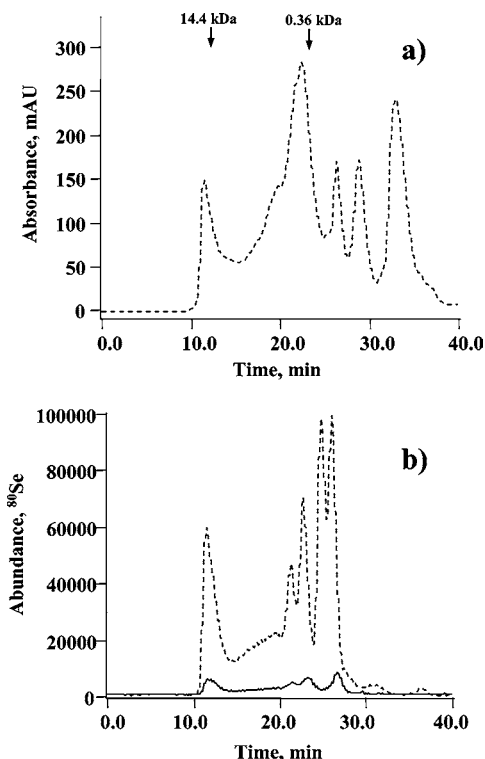 14.4 kDa 0.36 kDa
a)
300
250
200
150
100
50
0
Absorbance, mAU
0.0 10.0 20.0 30.0 40.0
Time, min
b)
100000
80000
60000
40000
20000
0
Abundance, ⁸⁰Se
0.0 10.0 20.0 30.0 40.0
Time, min